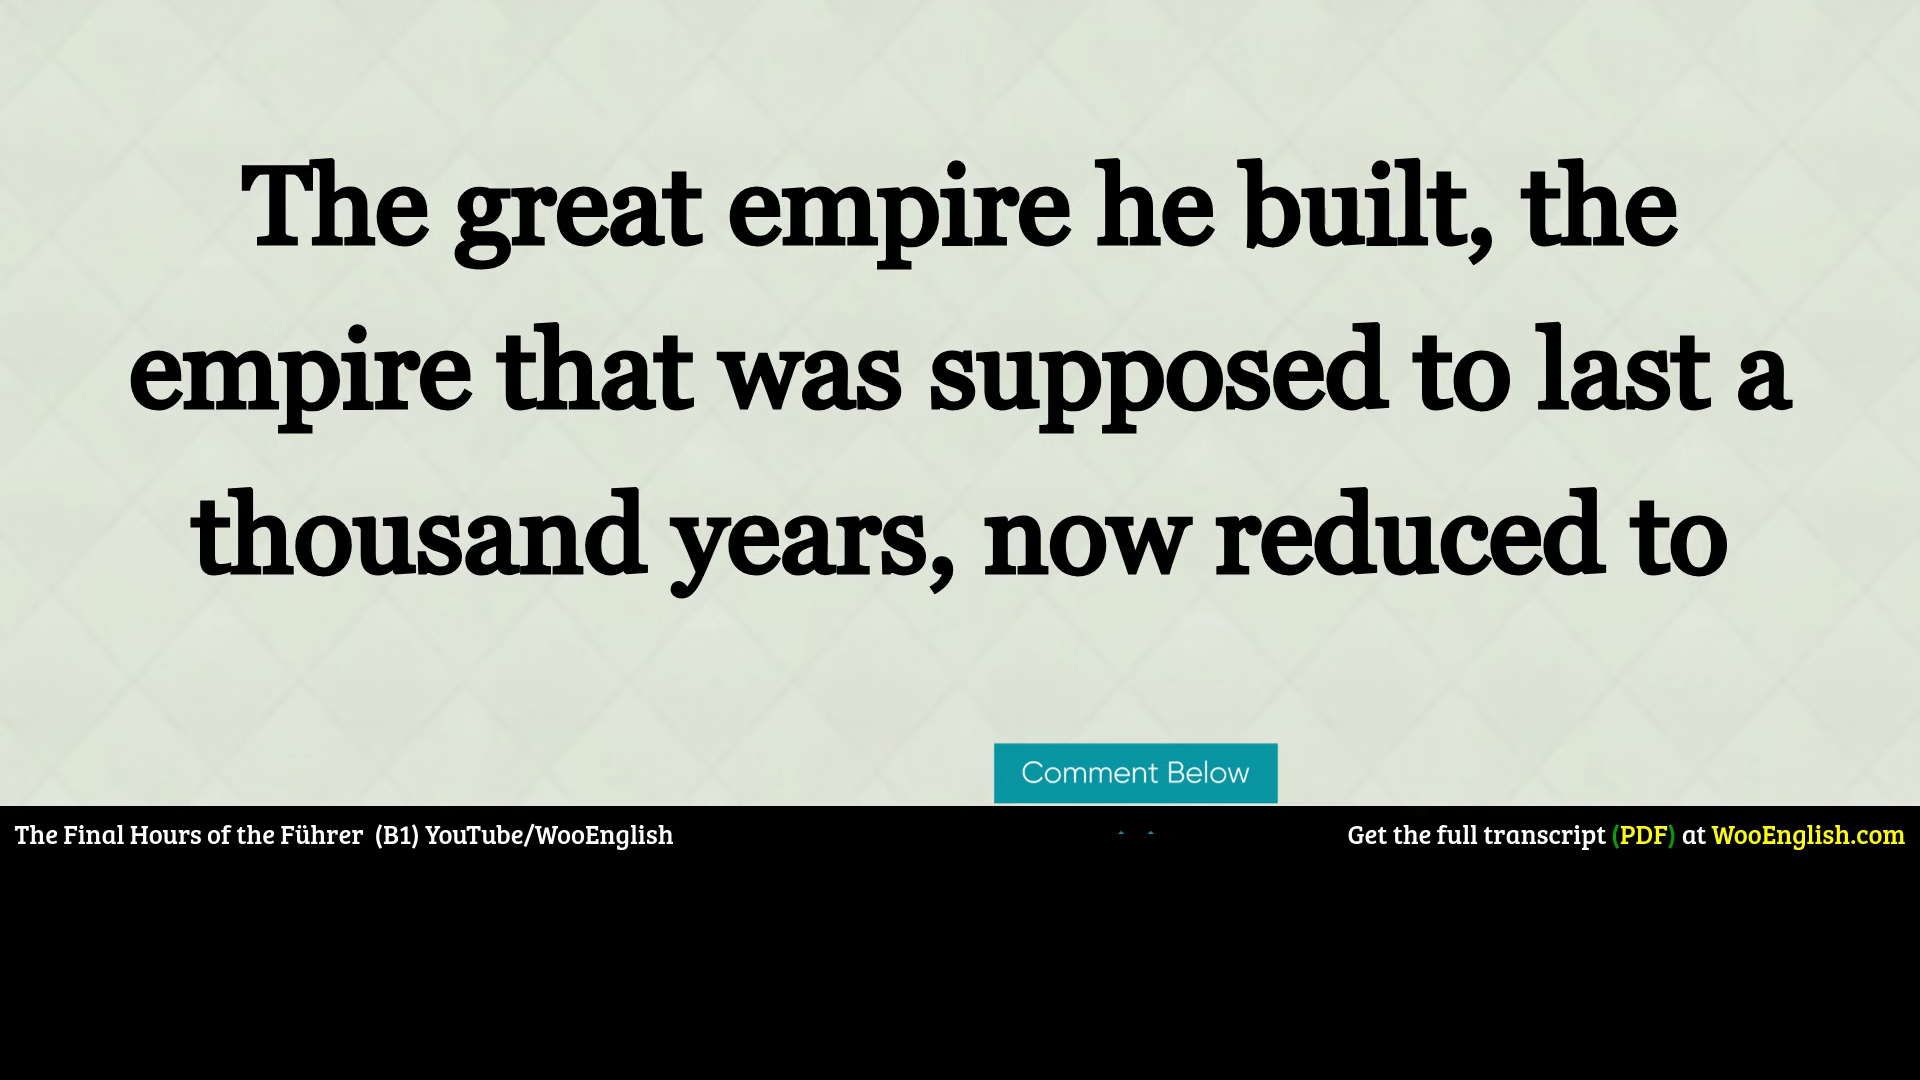 The great empire he built, the
empire that was supposed to last a
thousand years, now reduced to
Comment Below
The Final Hours of the Führer (B1) YouTube/WooEnglish
Get the full transcript (PDF) at WooEnglish.com